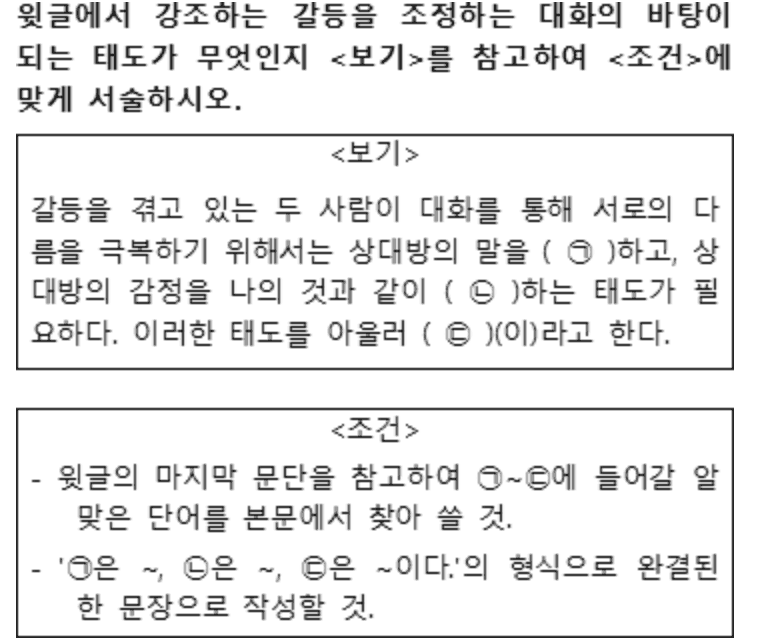 윗글에서 강조하는 갈등을 조정하는 대화의 바탕이
되는 태도가 무엇인지 <보기>를 참고하여 <조건>에
맞게 서술하시오.
<보기>
갈등을 겪고 있는 두 사람이 대화를 통해 서로의 다
름을 극복하기 위해서는 상대방의 말을 ( ㉠ )하고, 상
대방의 감정을 나의 것과 같이 ( ㉡ )하는 태도가 필
요하다. 이러한 태도를 아울러 ( ㉢ )(이)라고 한다.
<조건>
- 윗글의 마지막 문단을 참고하여 ㉠~㉢에 들어갈 알
맞은 단어를 본문에서 찾아 쓸 것.
- '㉠은 ~, ㉡은 ~, ㉢은 ~이다.'의 형식으로 완결된
한 문장으로 작성할 것.